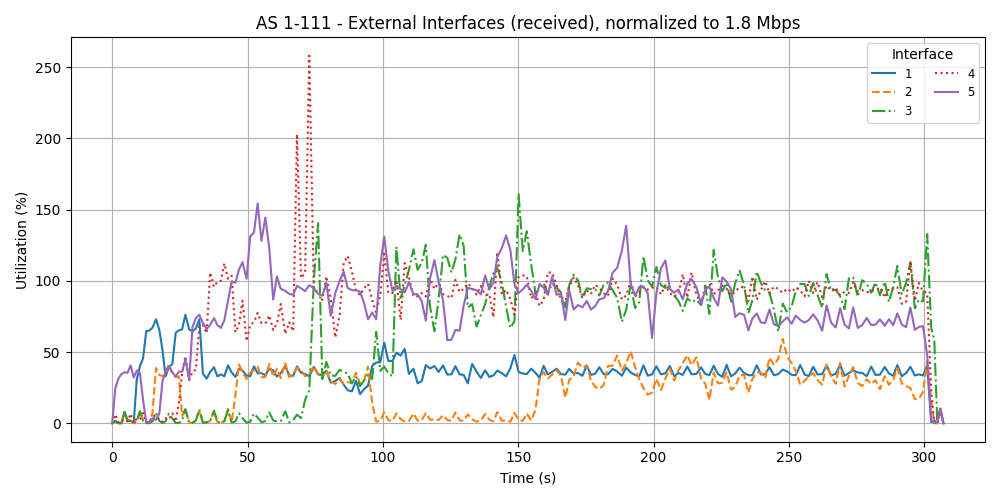 AS 1-111 - External Interfaces (received), normalized to 1.8 Mbps
Utilization (%)
250
200
150
100
50
0
0 50 100 150 200 250 300
Time (s)
Interface
1 4
2 5
3